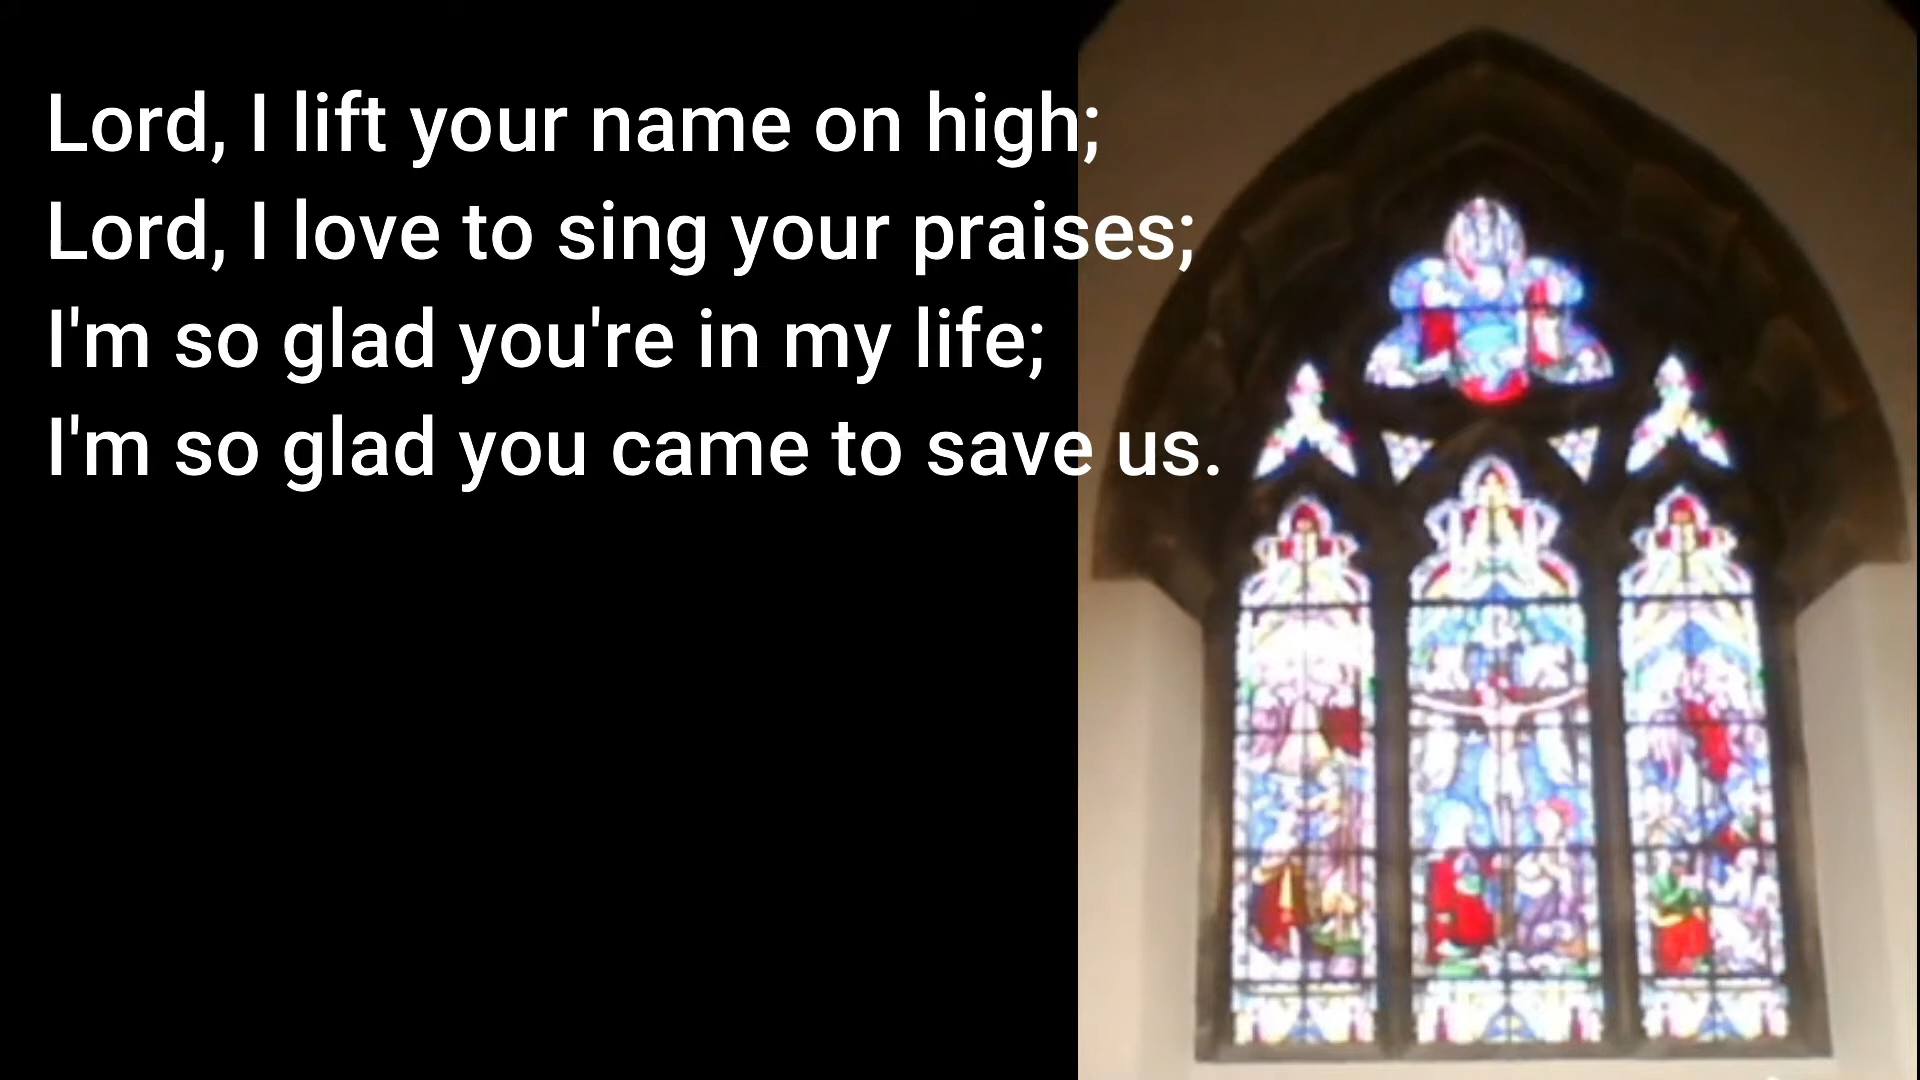 Lord, I lift your name on high;
Lord, I love to sing your praises;
I'm so glad you're in my life;
I'm so glad you came to save us.